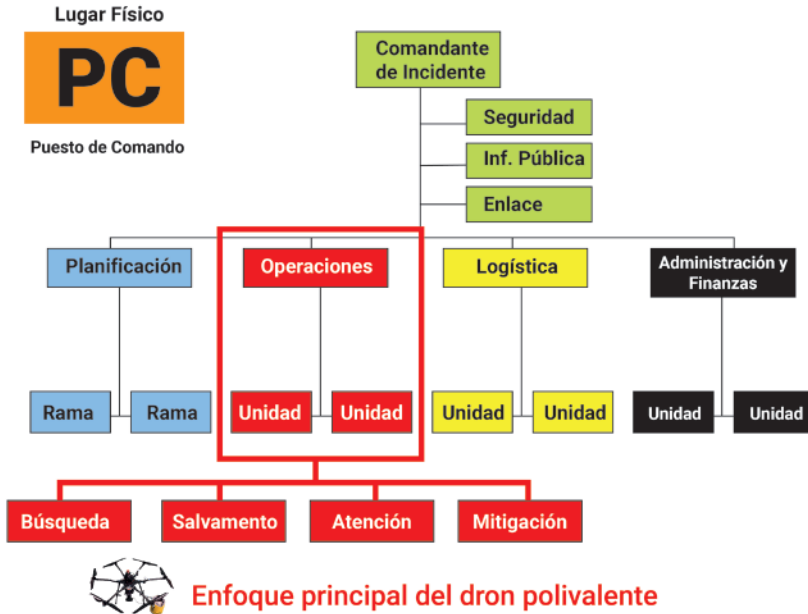 Lugar Físico
PC
Puesto de Comando
Comandante
de Incidente
Seguridad
Inf. Pública
Enlace
Planificación
Operaciones
Logística
Administración y
Finanzas
Rama
Rama
Unidad
Unidad
Unidad
Unidad
Unidad
Unidad
Búsqueda
Salvamento
Atención
Mitigación
Enfoque principal del dron polivalente